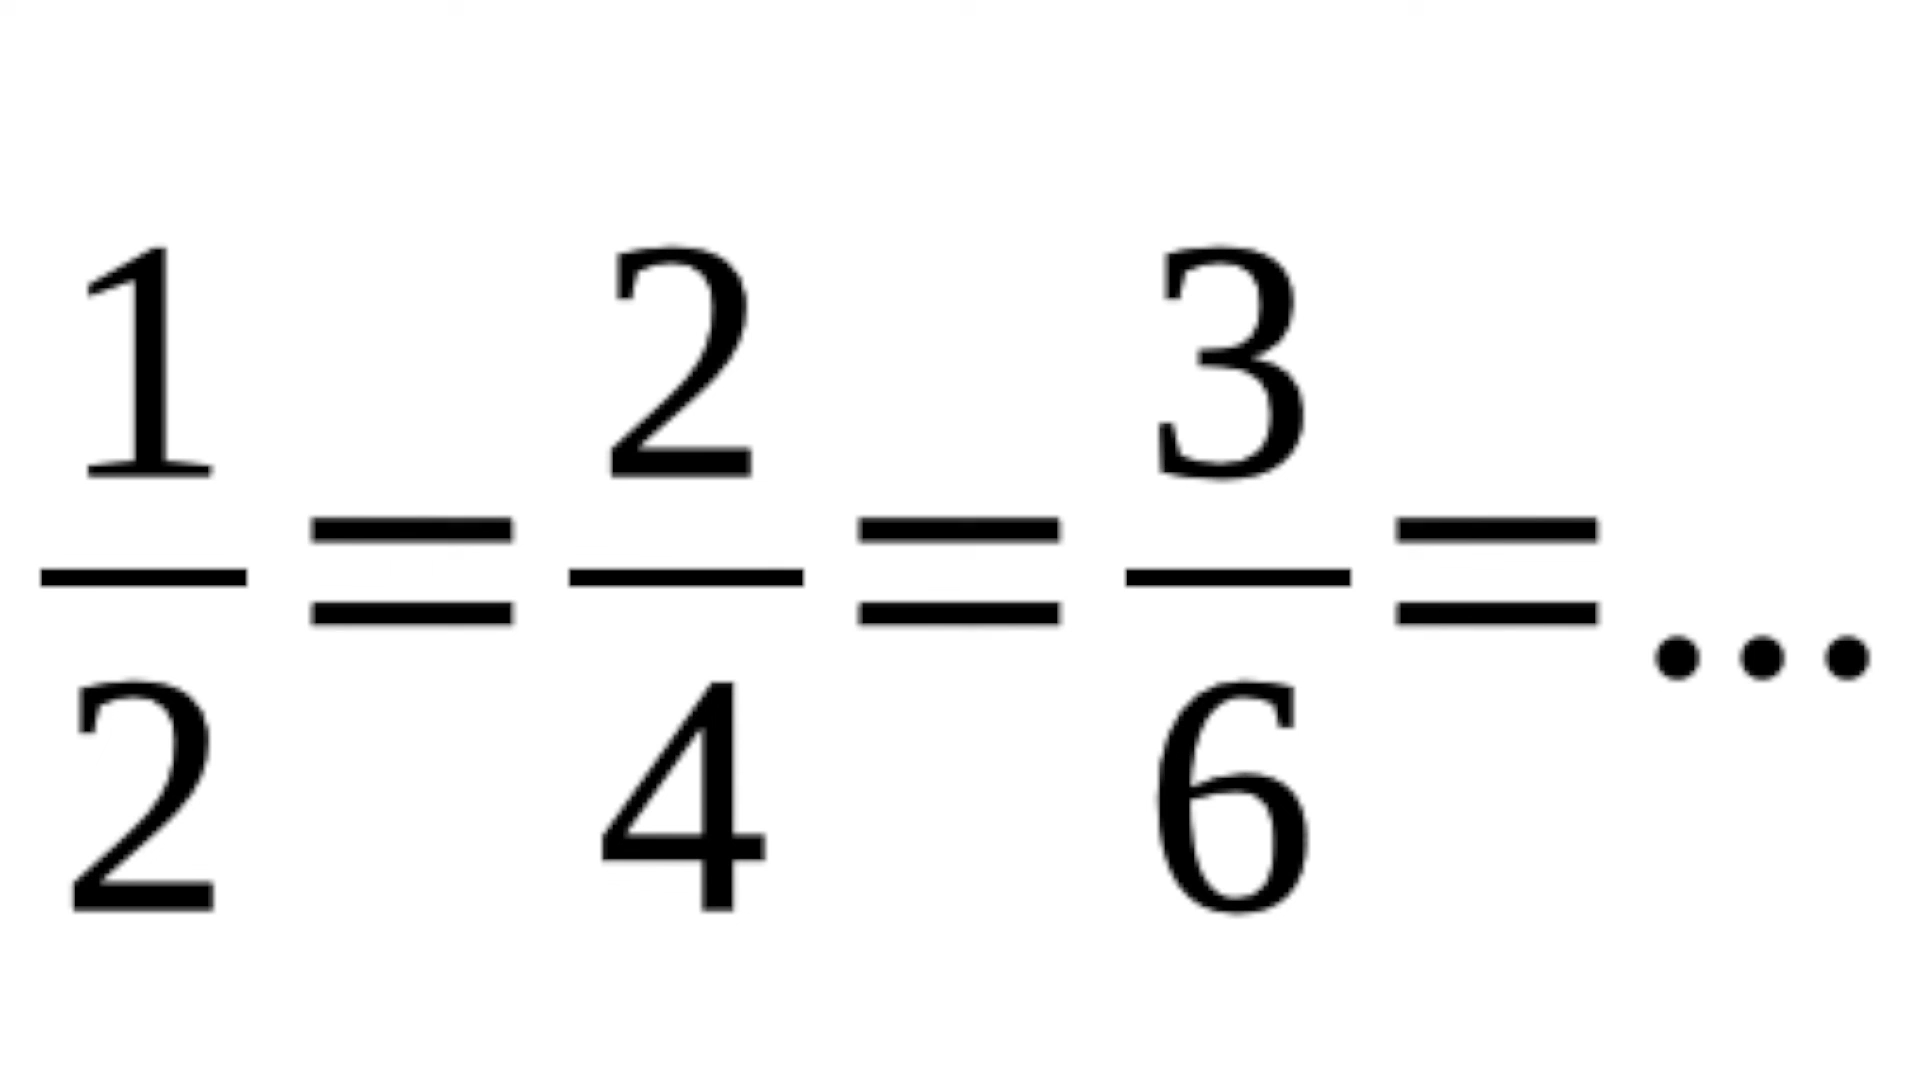 1/2 = 2/4 = 3/6 = ...